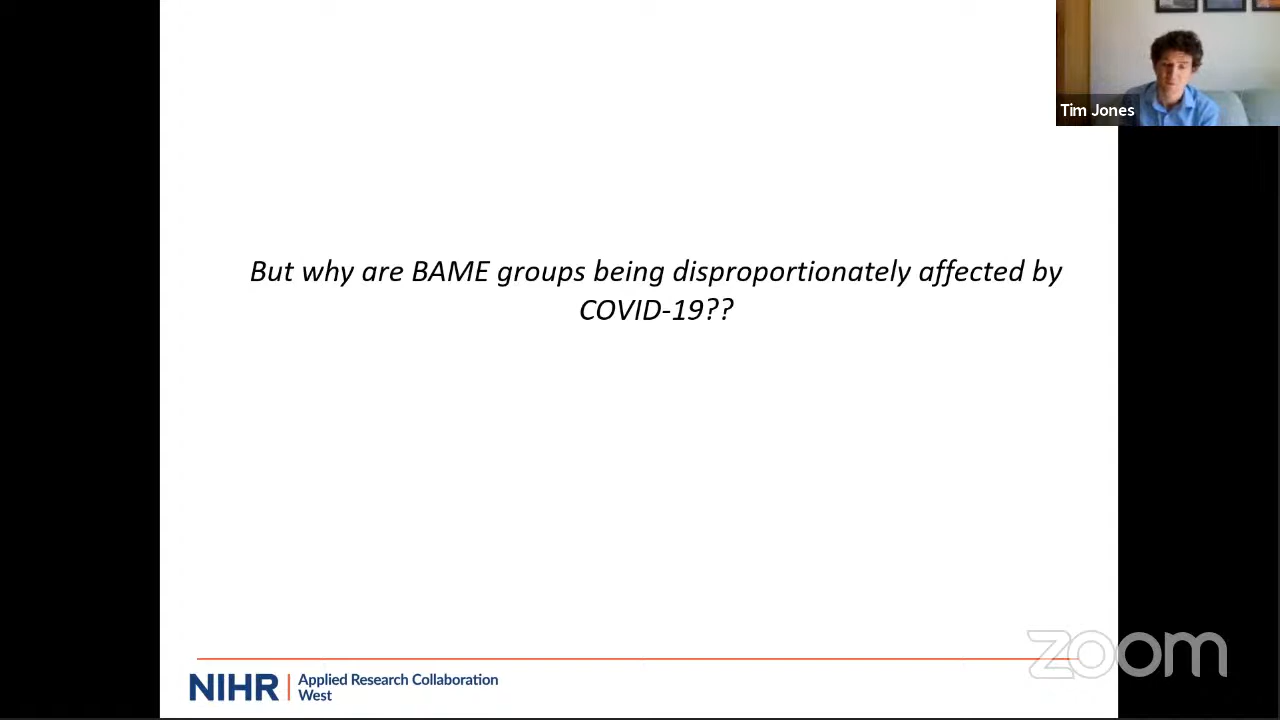 Tim Jones
But why are BAME groups being disproportionately affected by
COVID-19??
NIHR
Applied Research Collaboration
West
zoom